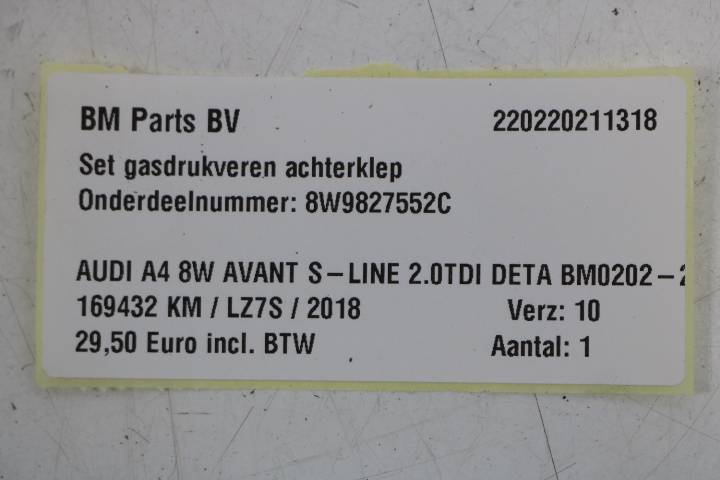 BM Parts BV 220220211318
Set gasdrukveren achterklep
Onderdeelnummer: 8W9827552C
AUDI A4 8W AVANT S-LINE 2.0TDI DETA BM0202-
169432 KM / LZ7S / 2018 Verz: 10
29,50 Euro incl. BTW Aantal: 1